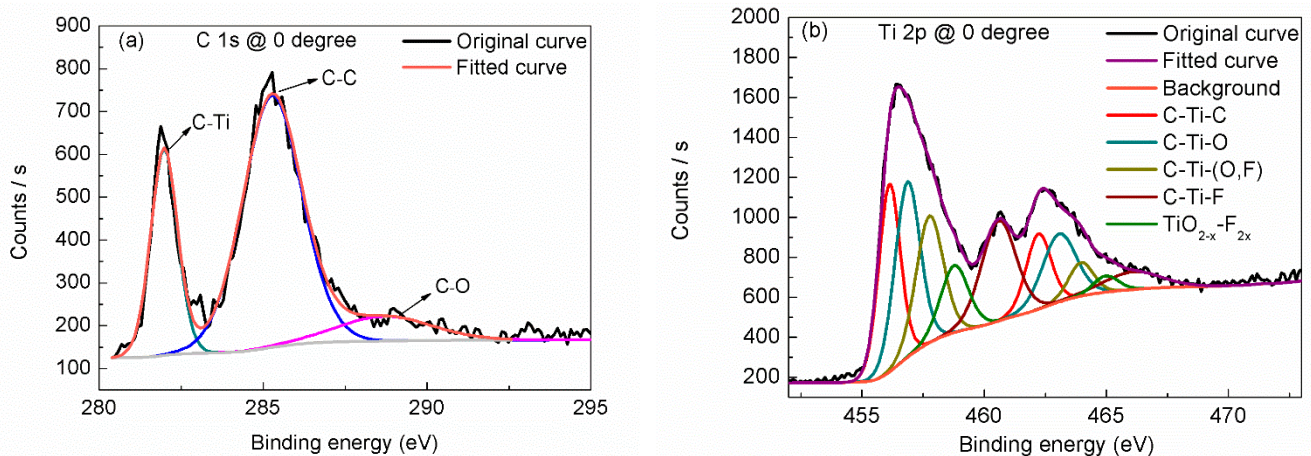 (a) C 1s @ 0 degree
Original curve
Fitted curve
C-Ti
C-C
C-O
900
800
700
600
500
400
300
200
100
Counts / s
280 285 290 295
Binding energy (eV)
(b) Ti 2p @ 0 degree
Original curve
Fitted curve
Background
C-Ti-C
C-Ti-O
C-Ti-(O,F)
C-Ti-F
TiO2-x-F2x
2000
1800
1600
1400
1200
1000
800
600
400
200
Counts / s
455 460 465 470
Binding energy (eV)